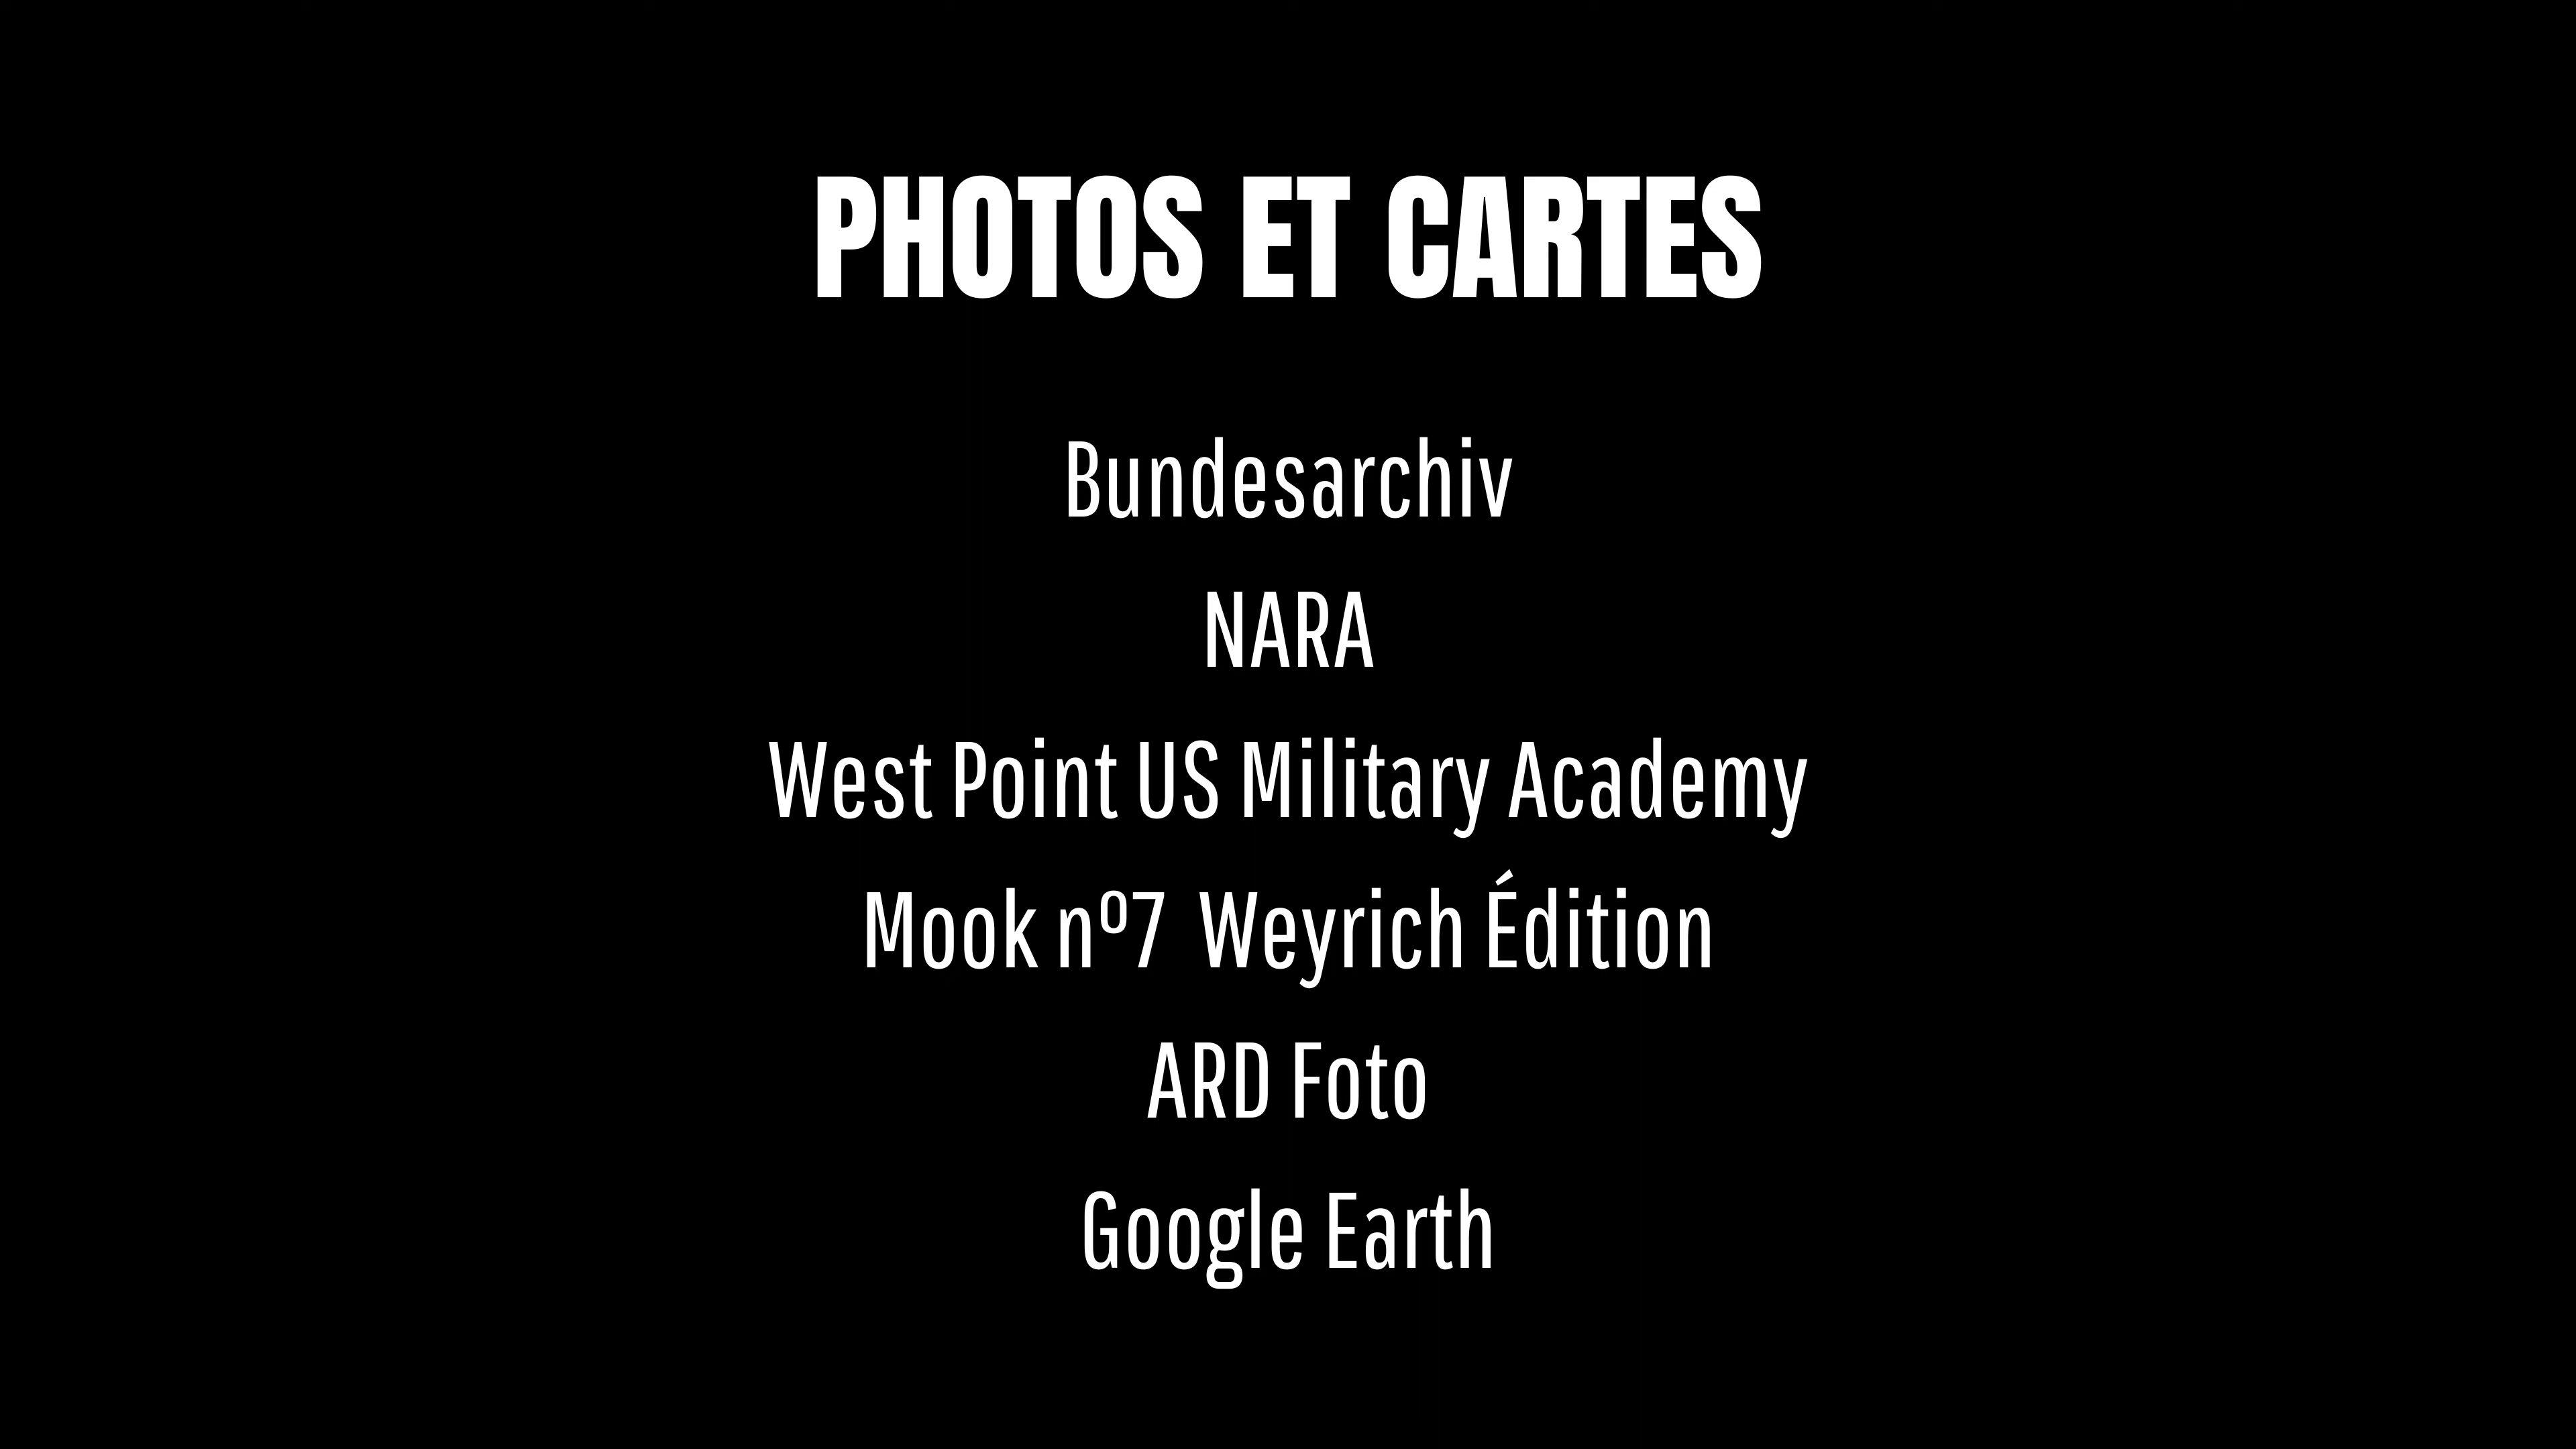 PHOTOS ET CARTES
Bundesarchiv
NARA
West Point US Military Academy
Mook nº7 Weyrich Édition
ARD Foto
Google Earth